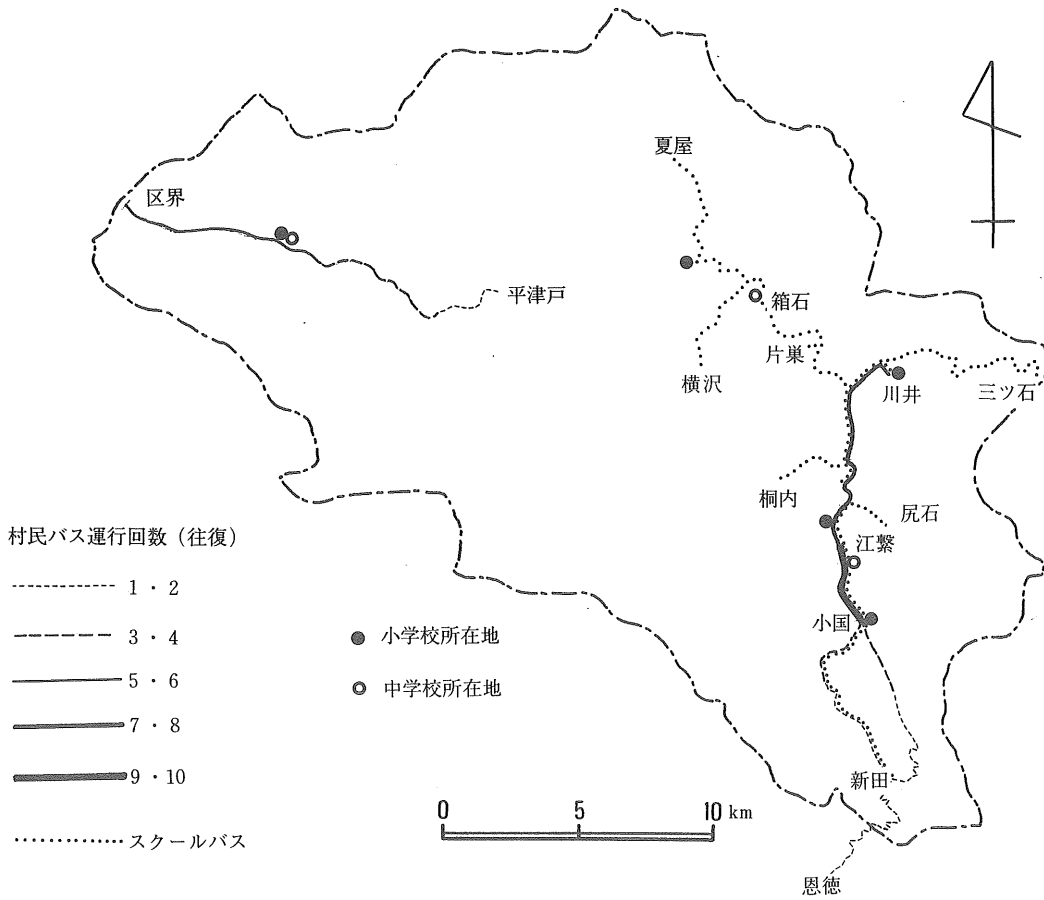 夏屋
区界
平津戸
箱石
片巣
横沢
川井
三ツ石
桐内
尻石
江繋
小国
新田
恩徳
村民バス運行回数（往復）
1・2
3・4
5・6
7・8
9・10
スクールバス
小学校所在地
中学校所在地
0 5 10 km